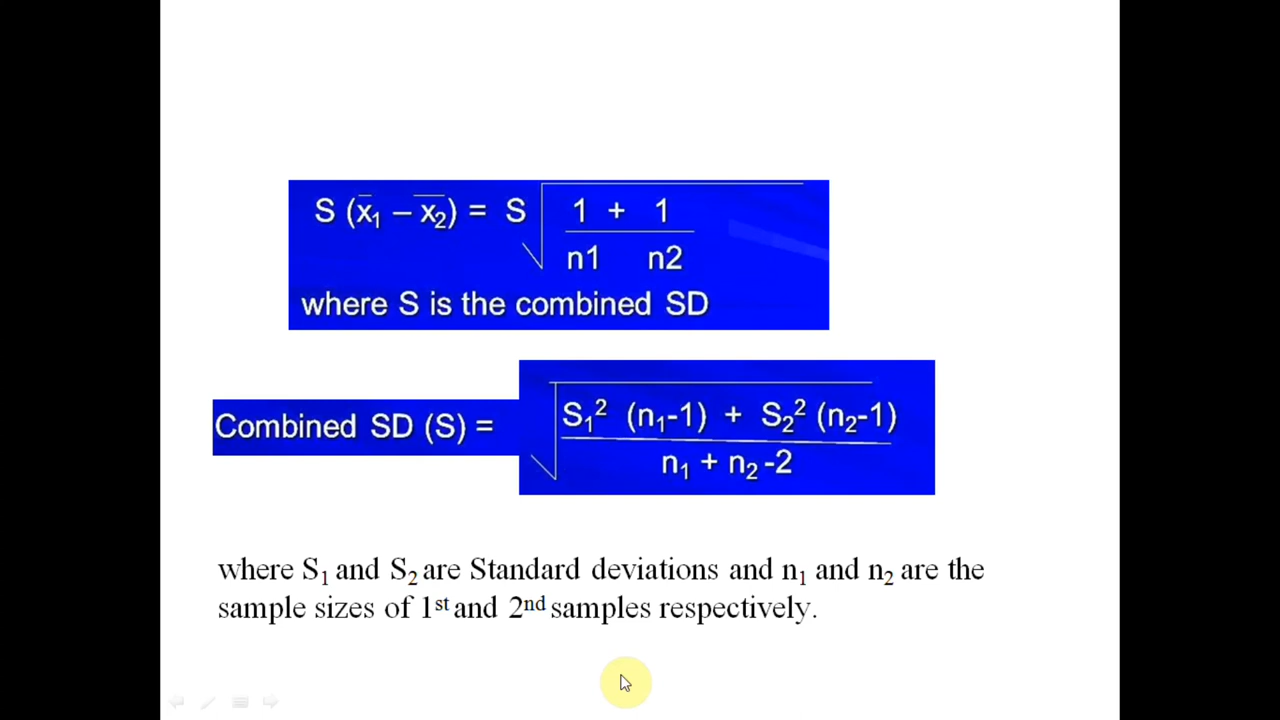 S (x̅₁ – x̅₂) = S √ 1 + 1
n1 n2
where S is the combined SD
Combined SD (S) = √ S₁² (n₁-1) + S₂² (n₂-1)
n₁ + n₂ -2
where S₁ and S₂ are Standard deviations and n₁ and n₂ are the
sample sizes of 1st and 2nd samples respectively.